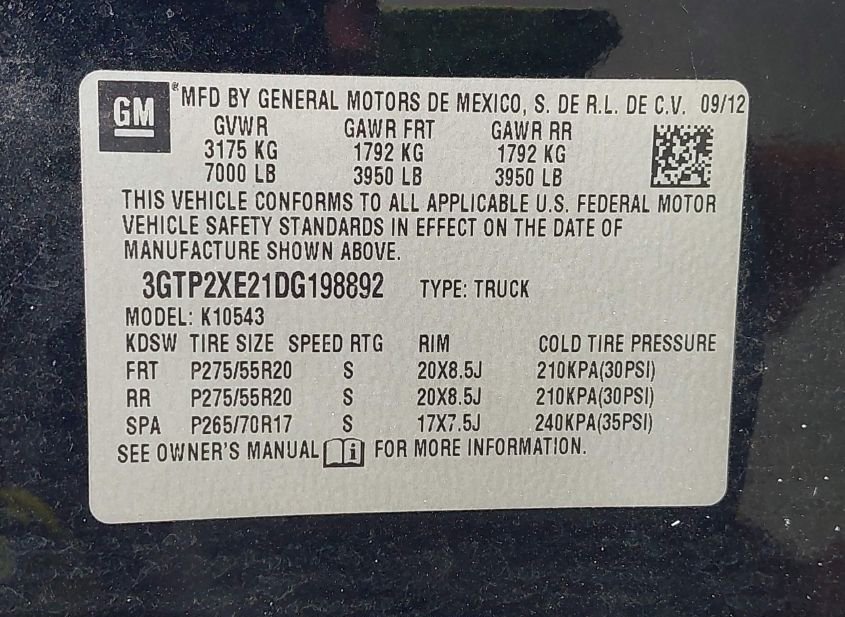 GM ® MFD BY GENERAL MOTORS DE MEXICO, S. DE R.L. DE C.V. 09/12
GVWR GAWR FRT GAWR RR
3175 KG 1792 KG 1792 KG
7000 LB 3950 LB 3950 LB
THIS VEHICLE CONFORMS TO ALL APPLICABLE U.S. FEDERAL MOTOR
VEHICLE SAFETY STANDARDS IN EFFECT ON THE DATE OF
MANUFACTURE SHOWN ABOVE.
3GTP2XE21DG198892 TYPE: TRUCK
MODEL: K10543
KDSW TIRE SIZE SPEED RTG RIM COLD TIRE PRESSURE
FRT P275/55R20 S 20X8.5J 210KPA(30PSI)
RR P275/55R20 S 20X8.5J 210KPA(30PSI)
SPA P265/70R17 S 17X7.5J 240KPA(35PSI)
SEE OWNER'S MANUAL i FOR MORE INFORMATION.